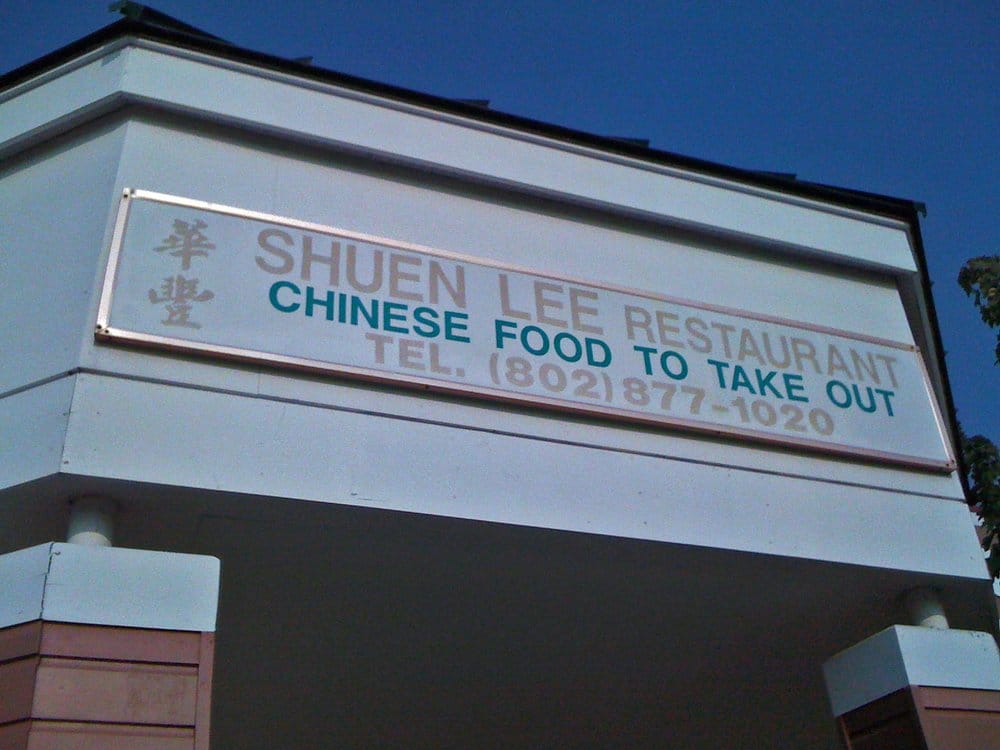 華豐
SHUEN LEE RESTAURANT
CHINESE FOOD TO TAKE OUT
TEL. (802) 877-1020